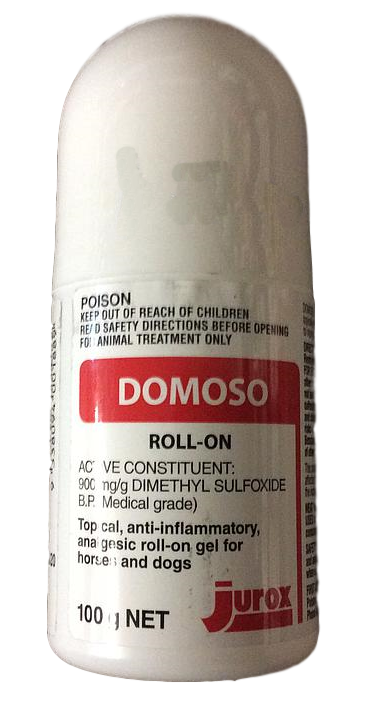 POISON
KEEP OUT OF REACH OF CHILDREN
READ SAFETY DIRECTIONS BEFORE OPENING
FOR ANIMAL TREATMENT ONLY
DOMOSO
ROLL-ON
ACTIVE CONSTITUENT:
900 mg/g DIMETHYL SULFOXIDE
B.P. Medical grade)
Topical, anti-inflammatory,
analgesic roll-on gel for
horses and dogs
100 g NET
jurox